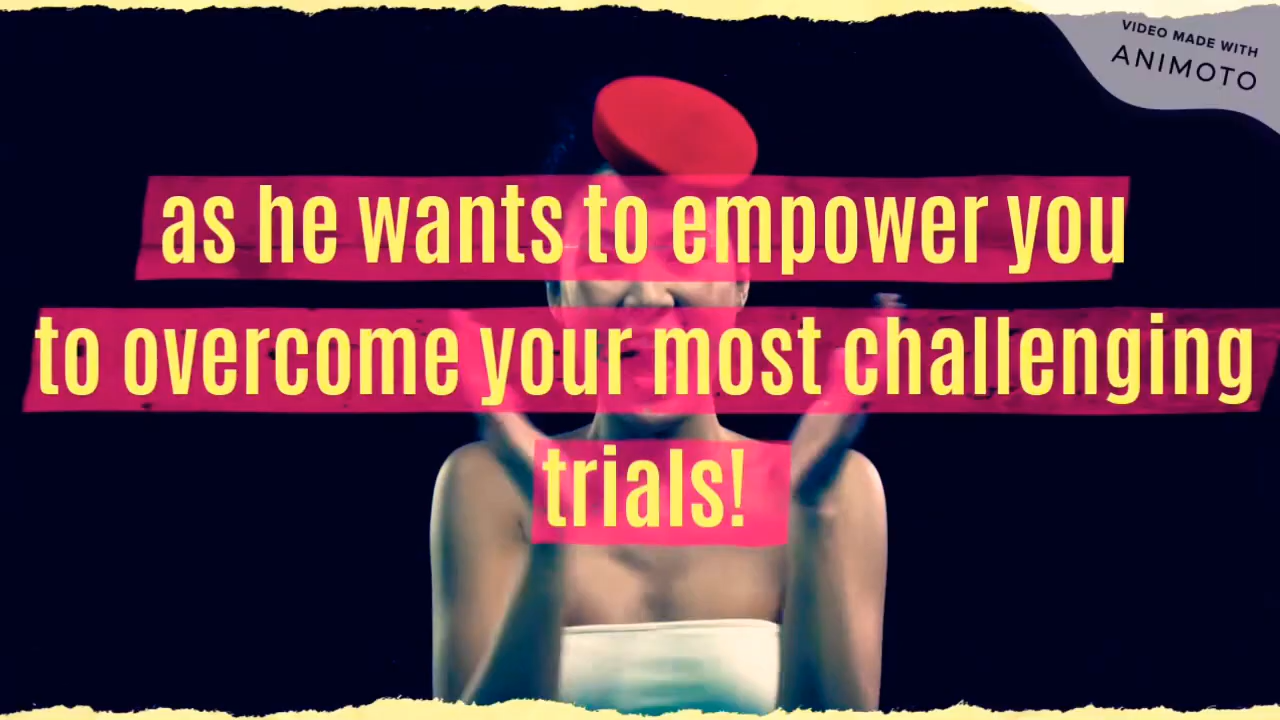 VIDEO MADE WITH
ANIMOTO
as he wants to empower you
to overcome your most challenging
trials!